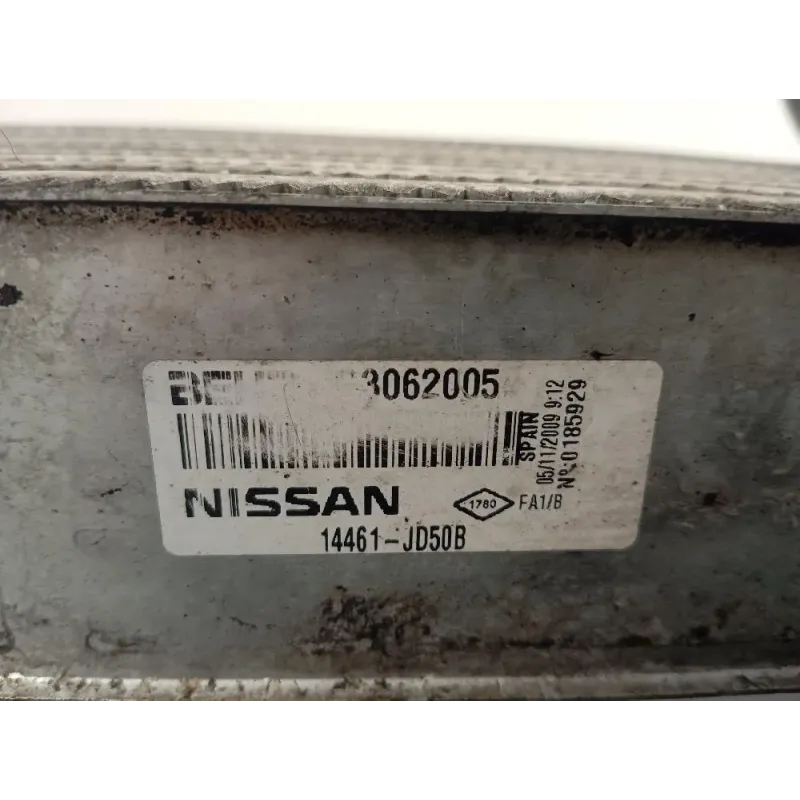 3062005
NISSAN
1780
FA1/B
14461-JD50B
SPAIN
05/11/2009 9:12
Nº:0185929